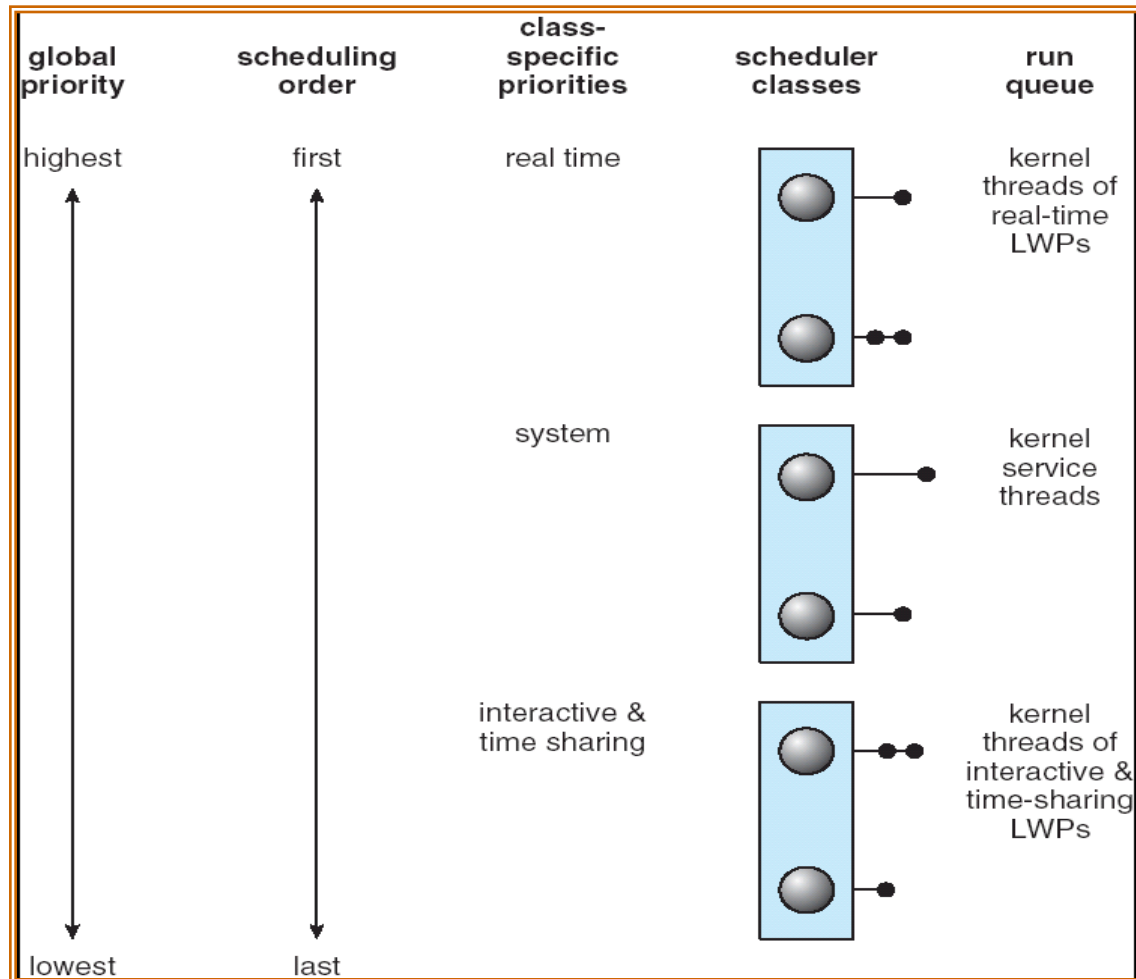 global
priority
scheduling
order
class-
specific
priorities
scheduler
classes
run
queue
highest
first
real time
kernel
threads of
real-time
LWPs
system
kernel
service
threads
interactive &
time sharing
kernel
threads of
interactive &
time-sharing
LWPs
lowest
last